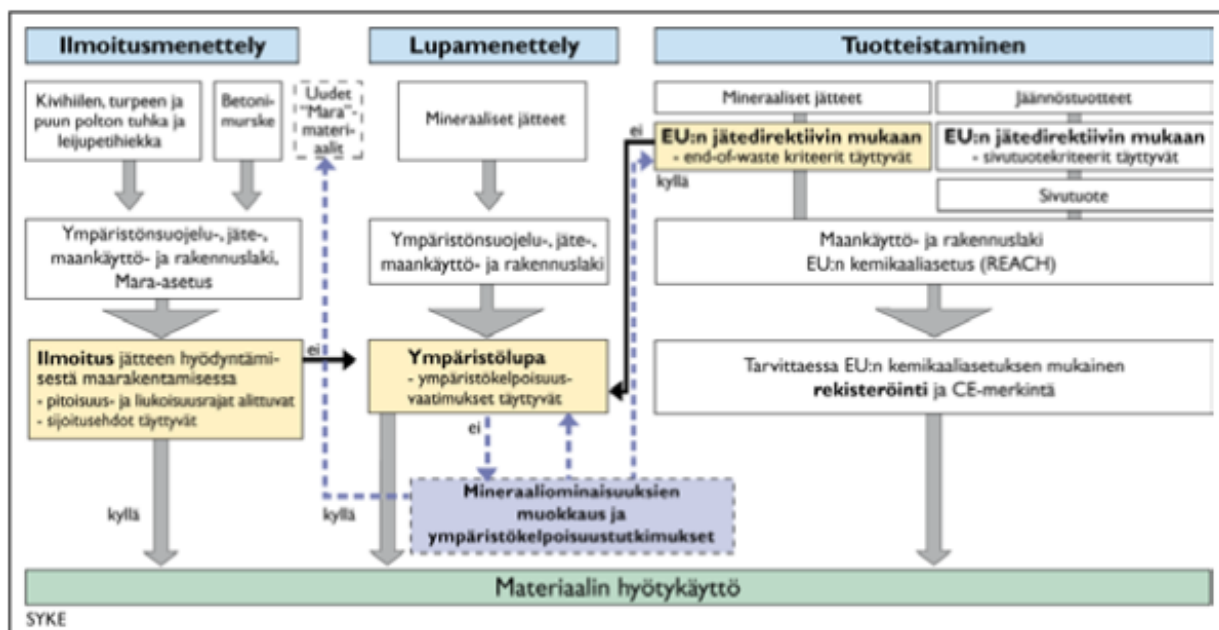 Ilmoitusmenettely
Kivihiilen, turpeen ja
puun polton tuhka ja
leijupetihiekka
Betoni-
murske
Uudet
"Mara"-
materi-
aalit
Ympäristönsuojelu-, jäte-,
maankäyttö- ja rakennuslaki,
Mara-asetus
Ilmoitus jätteen hyödyntämi-
sestä maarakentamisessa
- pitoisuus- ja liukoisuusrajat alittuvat
- sijoitusehdot täyttyvät
ei
kyllä
Lupamenettely
Mineraaliset jätteet
Ympäristönsuojelu-, jäte-,
maankäyttö- ja rakennuslaki
Ympäristölupa
- ympäristökelpoisuus-
vaatimukset täyttyvät
ei
kyllä
Mineraaliominaisuuksien
muokkaus ja
ympäristökelpoisuustutkimukset
Tuotteistaminen
Mineraaliset jätteet
ei
EU:n jätedirektiivin mukaan
- end-of-waste kriteerit täyttyvät
kyllä
Jäännöstuotteet
EU:n jätedirektiivin mukaan
- sivutuotekriteerit täyttyvät
Sivutuote
Maankäyttö- ja rakennuslaki
EU:n kemikaaliasetus (REACH)
Tarvittaessa EU:n kemikaaliasetuksen mukainen
rekisteröinti ja CE-merkintä
Materiaalin hyötykäyttö
SYKE